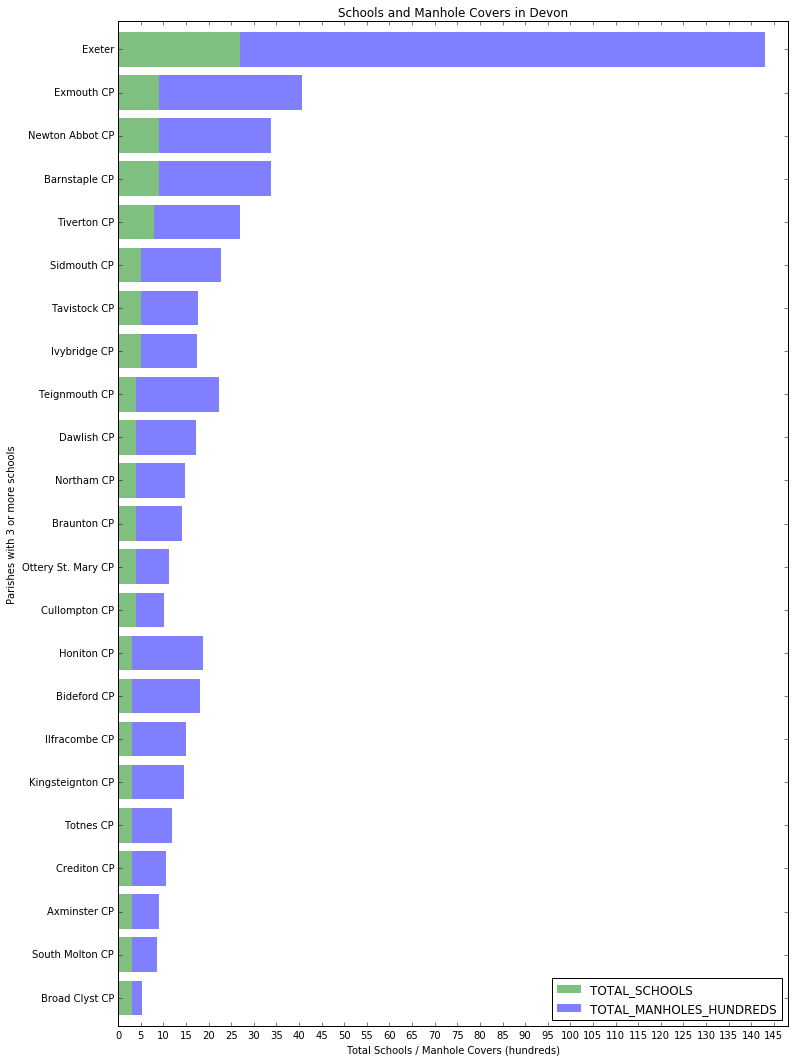 Schools and Manhole Covers in Devon
Exeter
Exmouth CP
Newton Abbot CP
Barnstaple CP
Tiverton CP
Sidmouth CP
Tavistock CP
Ivybridge CP
Teignmouth CP
Dawlish CP
Northam CP
Braunton CP
Ottery St. Mary CP
Cullompton CP
Honiton CP
Bideford CP
Ilfracombe CP
Kingsteignton CP
Totnes CP
Crediton CP
Axminster CP
South Molton CP
Broad Clyst CP
Parishes with 3 or more schools
TOTAL_SCHOOLS
TOTAL_MANHOLES_HUNDREDS
0 5 10 15 20 25 30 35 40 45 50 55 60 65 70 75 80 85 90 95 100 105 110 115 120 125 130 135 140 145
Total Schools / Manhole Covers (hundreds)